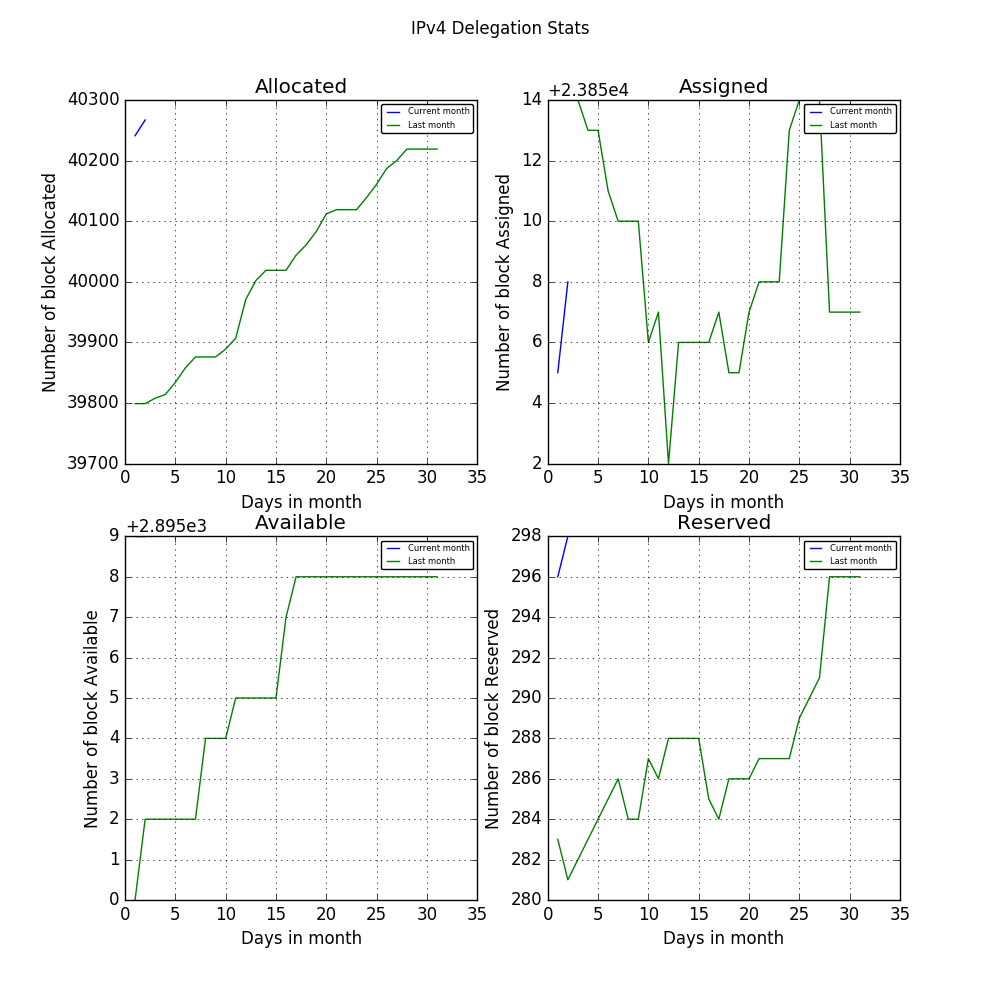 IPv4 Delegation Stats
Allocated
Number of block Allocated
40300
40200
40100
40000
39900
39800
39700
0 5 10 15 20 25 30 35
Days in month
Current month
Last month
Assigned
+2.385e4
Number of block Assigned
14
12
10
8
6
4
2
0 5 10 15 20 25 30 35
Days in month
Current month
Last month
Available
+2.895e3
Number of block Available
9
8
7
6
5
4
3
2
1
0
0 5 10 15 20 25 30 35
Days in month
Current month
Last month
Reserved
Number of block Reserved
298
296
294
292
290
288
286
284
282
280
0 5 10 15 20 25 30 35
Days in month
Current month
Last month